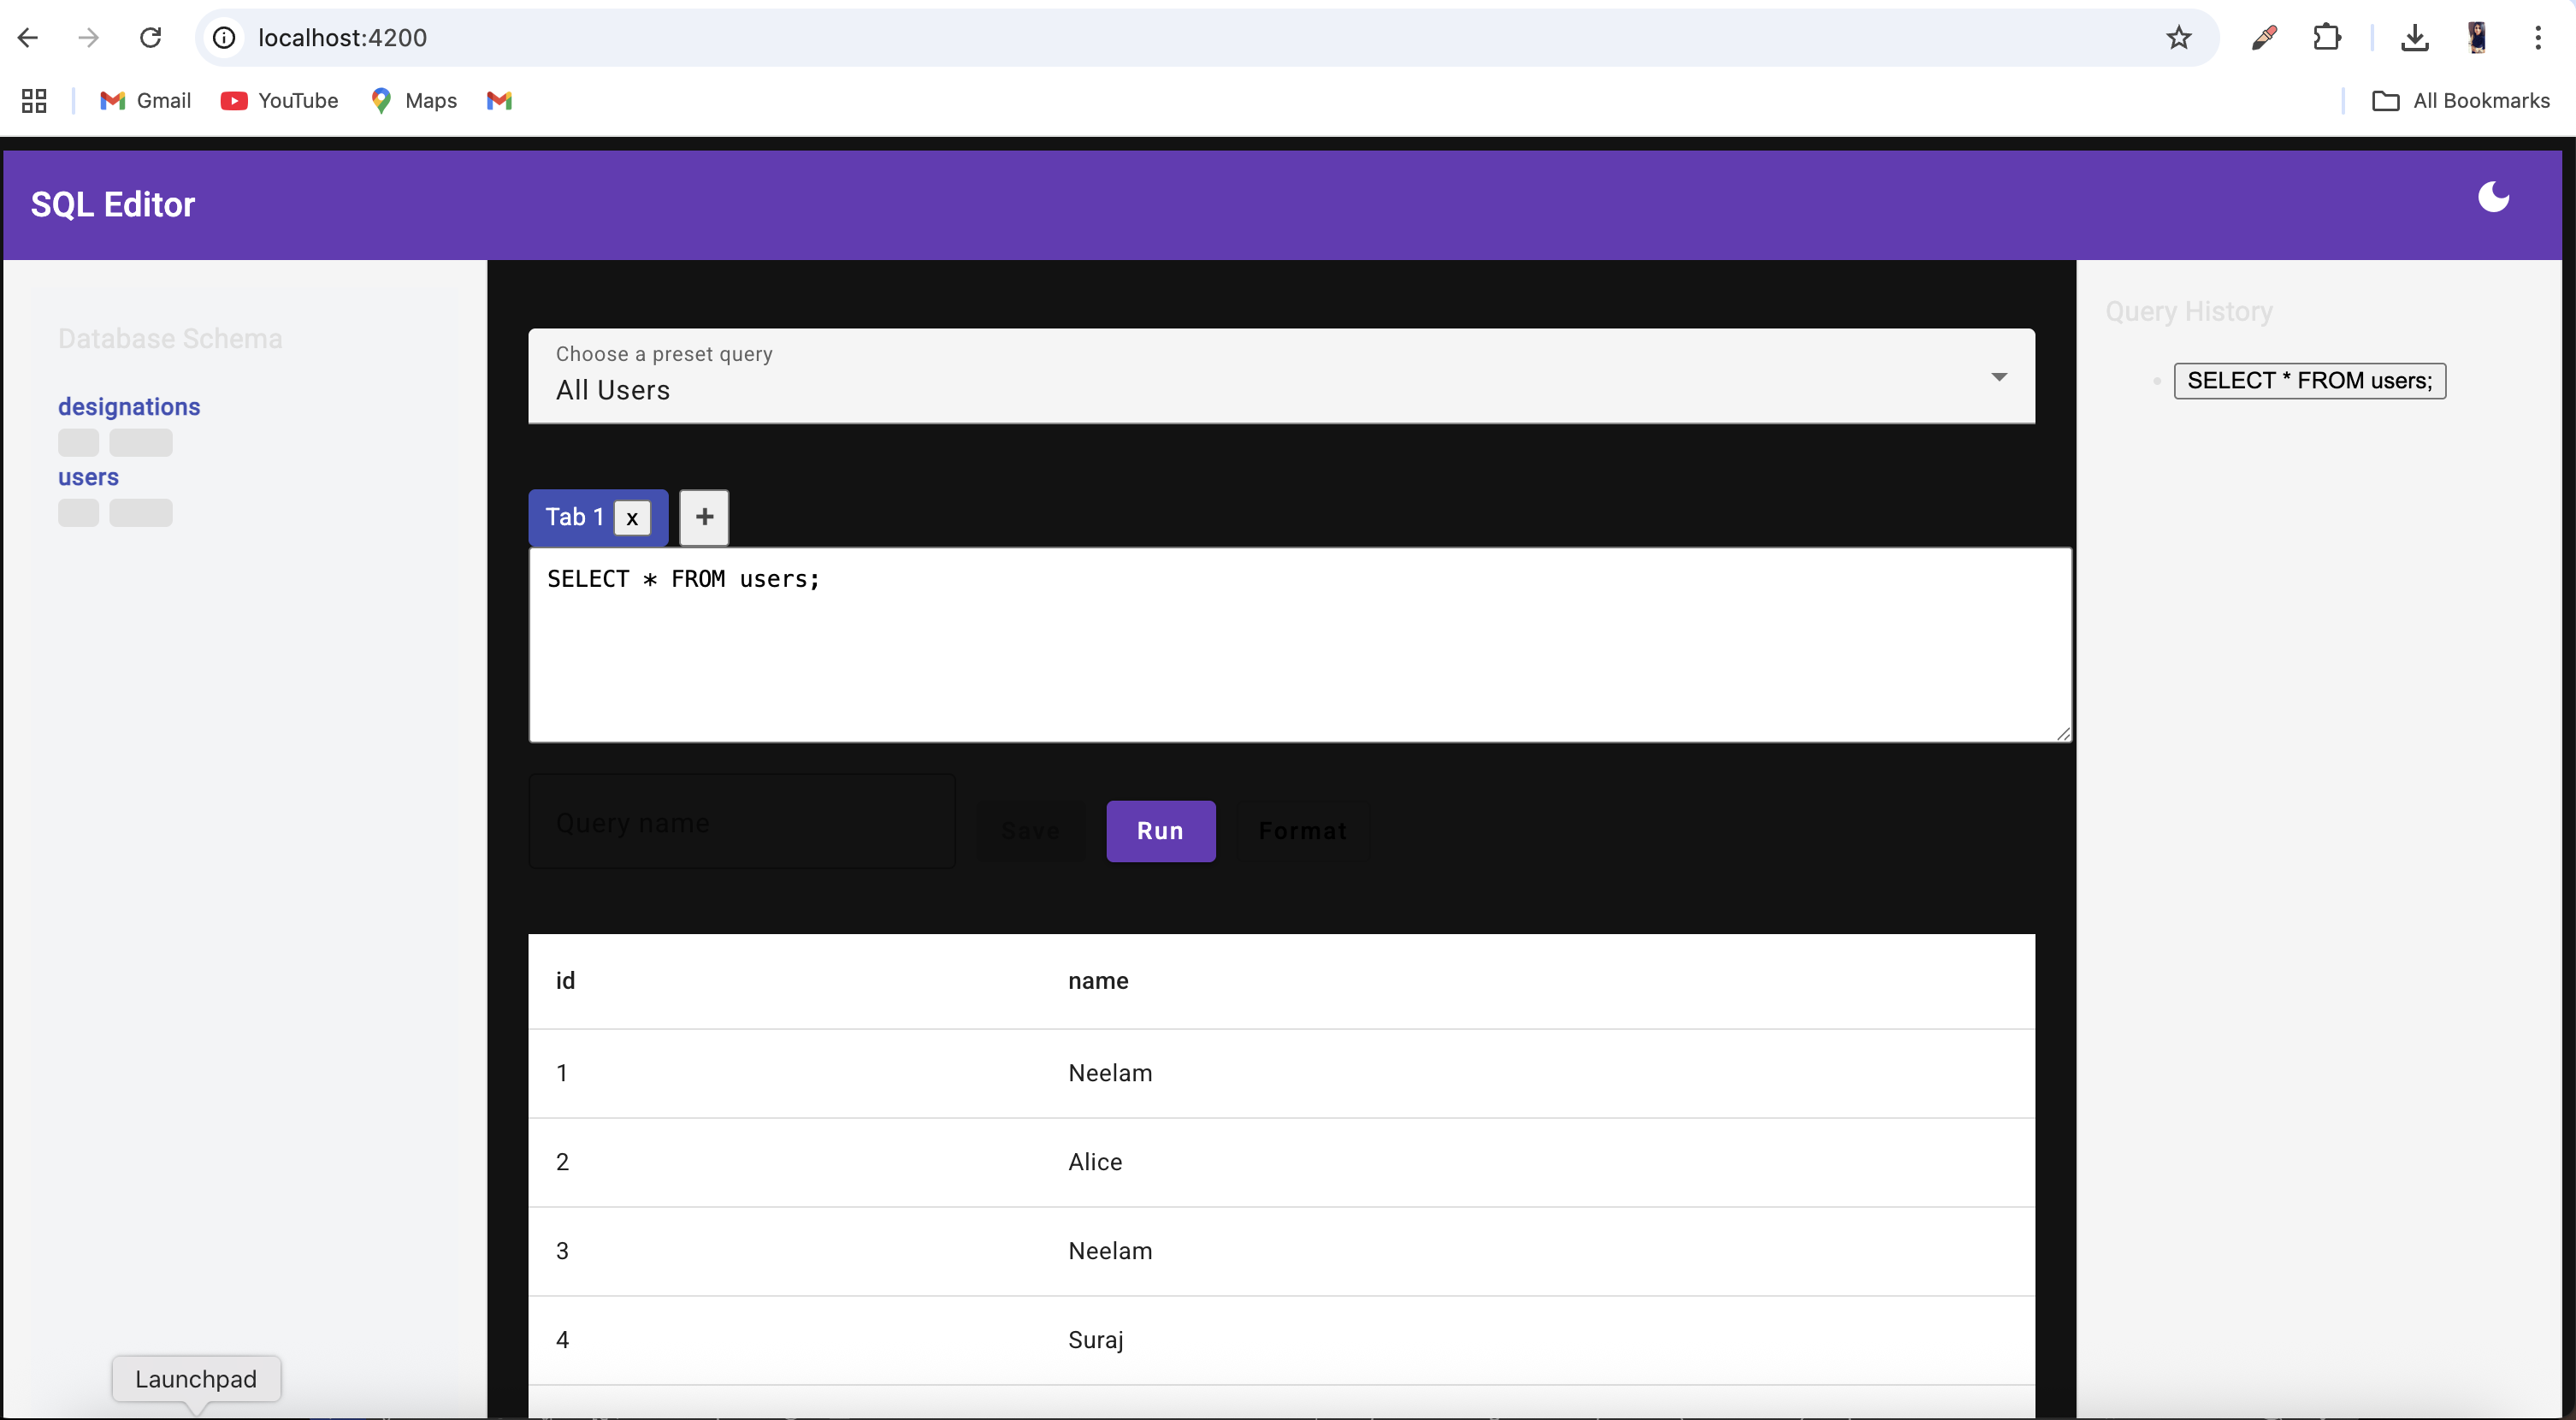 localhost:4200
Gmail
YouTube
Maps
All Bookmarks
SQL Editor
Database Schema
designations
users
Choose a preset query
All Users
Tab 1
x
+
SELECT * FROM users;
Query name
Save
Run
Format
id
name
1
Neelam
2
Alice
3
Neelam
4
Suraj
Query History
SELECT * FROM users;
Launchpad